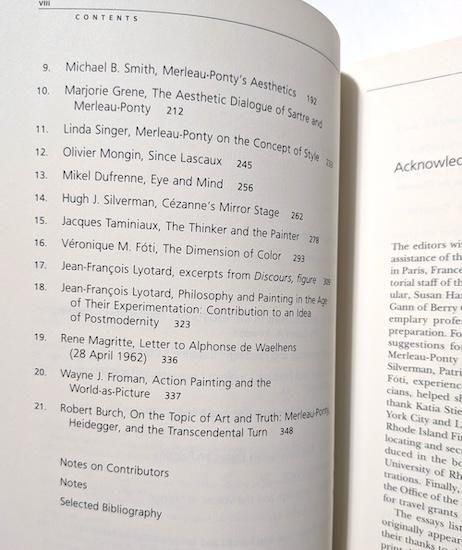 viii
CONTENTS
9. Michael B. Smith, Merleau-Ponty's Aesthetics 192
10. Marjorie Grene, The Aesthetic Dialogue of Sartre and
Merleau-Ponty 212
11. Linda Singer, Merleau-Ponty on the Concept of Style
12. Olivier Mongin, Since Lascaux 245
13. Mikel Dufrenne, Eye and Mind 256
14. Hugh J. Silverman, Cézanne's Mirror Stage 262
15. Jacques Taminiaux, The Thinker and the Painter 278
16. Véronique M. Fóti, The Dimension of Color 293
17. Jean-François Lyotard, excerpts from Discours, figure 309
18. Jean-François Lyotard, Philosophy and Painting in the Age
of Their Experimentation: Contribution to an Idea
of Postmodernity 323
19. Rene Magritte, Letter to Alphonse de Waelhens
(28 April 1962) 336
20. Wayne J. Froman, Action Painting and the
World-as-Picture 337
21. Robert Burch, On the Topic of Art and Truth: Merleau-Ponty,
Heidegger, and the Transcendental Turn 348
Notes on Contributors
Notes
Selected Bibliography
Acknowled
The editors wi
assistance of th
in Paris, France
torial staff of th
ular, Susan Har
Gann of Berry C
emplary profes
preparation. Fo
suggestions for
Merleau-Ponty
Silverman, Patri
Fóti, experienc
cians, helped sh
thank Katia Stie
York City and L
Rhode Island Fin
locating and sec
duced in the bo
University of Rh
trations. Finally,
the Office of the
for travel grants
The essays list
originally appear
their thanks to